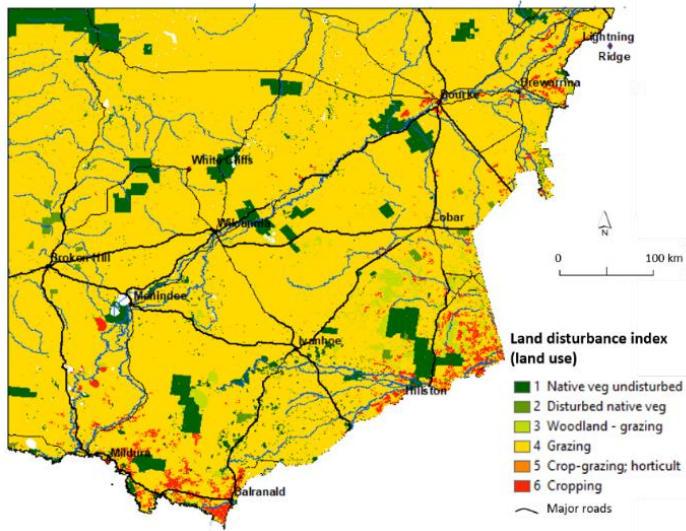 Lightning
Ridge
Bourke
Brewarrina
White Cliffs
Wilcannia
Cobar
N
Broken Hill
0 100 km
Menindee
Ivanhoe
Land disturbance index
(land use)
1 Native veg undisturbed
2 Disturbed native veg
3 Woodland - grazing
4 Grazing
5 Crop-grazing; horticult
6 Cropping
Major roads
Hillston
Mildura
Balranald